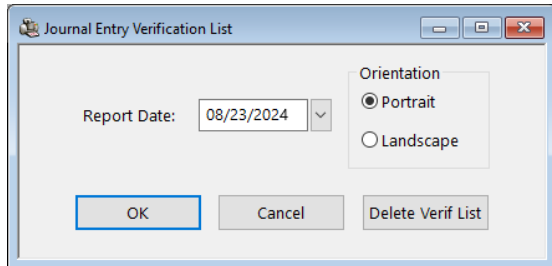 Journal Entry Verification List
Orientation
Portrait
Report Date: 08/23/2024
Landscape
OK Cancel Delete Verif List